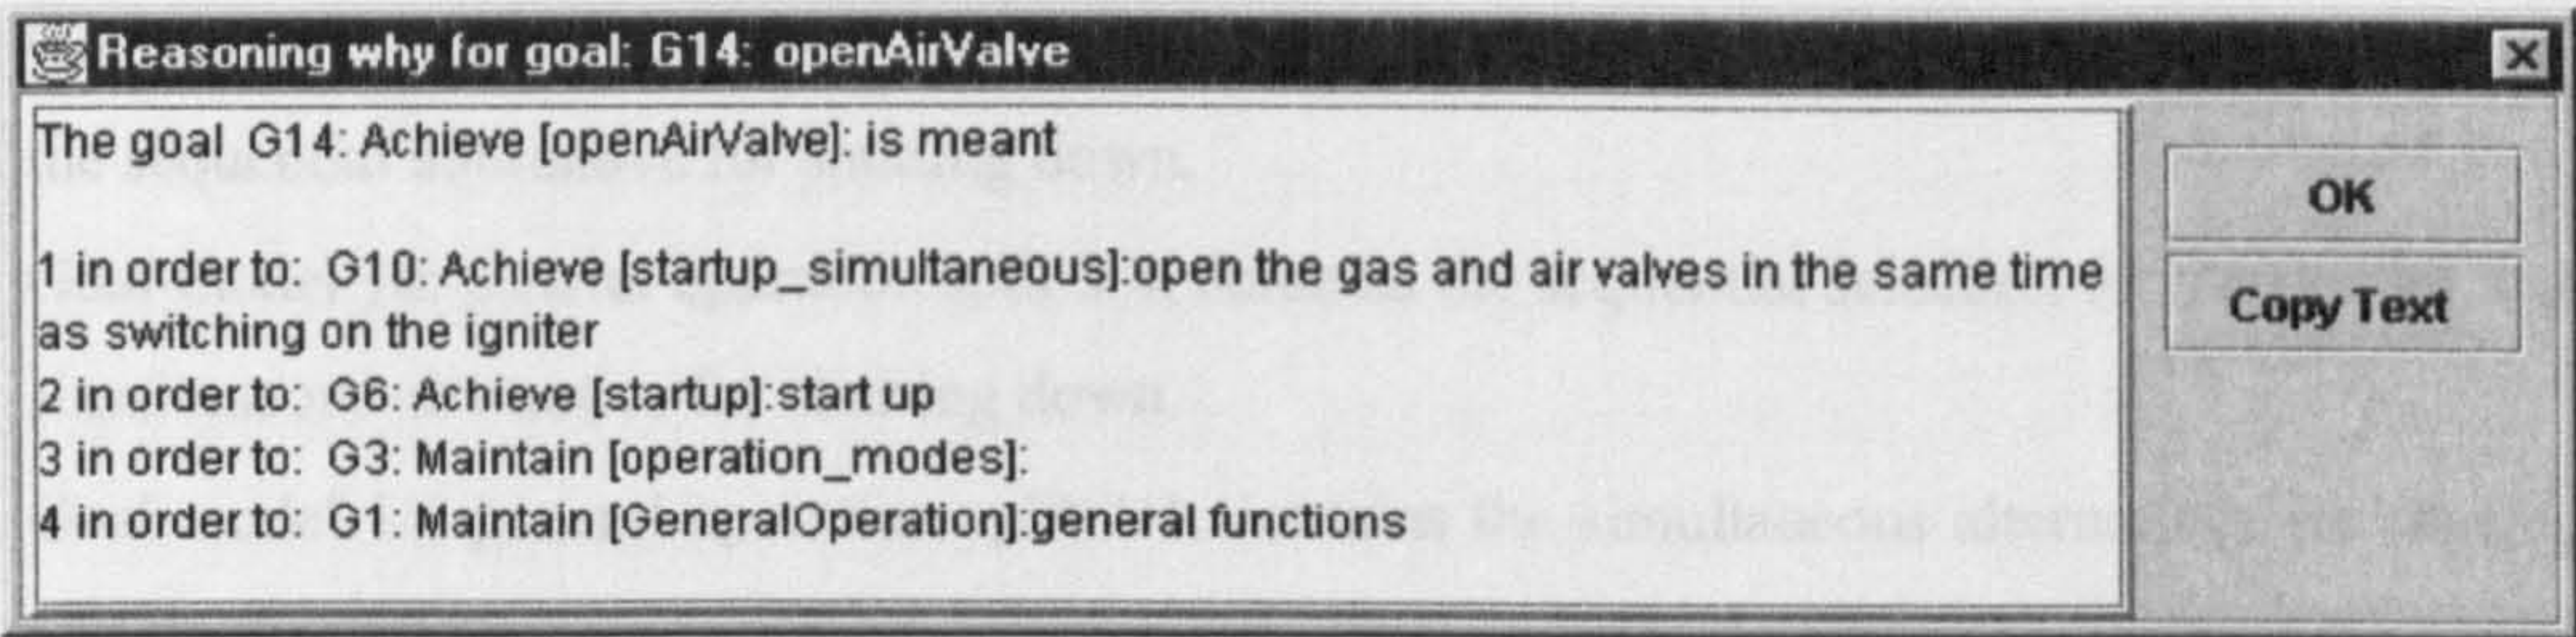 Reasoning why for goal: G14: openAirValve
The goal G14: Achieve [openAirValve]: is meant
1 in order to: G10: Achieve [startup_simultaneous]:open the gas and air valves in the same time
as switching on the igniter
2 in order to: G6: Achieve [startup]:start up
3 in order to: G3: Maintain [operation_modes]:
4 in order to: G1: Maintain [GeneralOperation]:general functions
OK
Copy Text